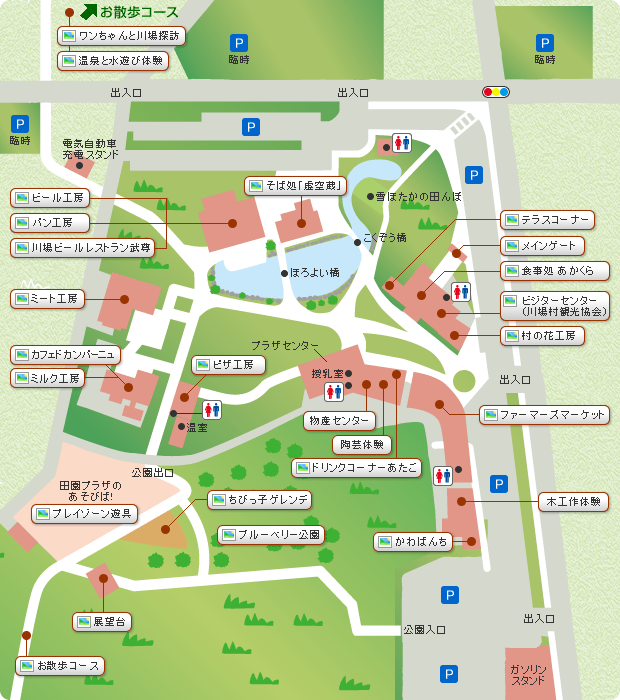 お散歩コース
ワンちゃんと川場探訪
温泉と水遊び体験
P
臨時
P
臨時
出入口
出入口
P
臨時
P
電気自動車
充電スタンド
P
そば処「虚空蔵」
雪ほたかの田んぼ
ビール工房
パン工房
川場ビールレストラン武尊
こくぞう橋
ほろよい橋
テラスコーナー
メインゲート
食事処 あかくら
ビジターセンター
(川場村観光協会)
村の花工房
ミート工房
カフェドカンパーニュ
ミルク工房
ピザ工房
プラザセンター
授乳室
出入口
温室
物産センター
陶芸体験
ドリンクコーナーあたご
ファーマーズマーケット
公園出口
田園プラザの
あそびば!
プレイゾーン遊具
ちびっ子ゲレンデ
ブルーベリー公園
P
木工作体験
かわばんち
展望台
P
公園入口
出入口
お散歩コース
P
ガソリン
スタンド